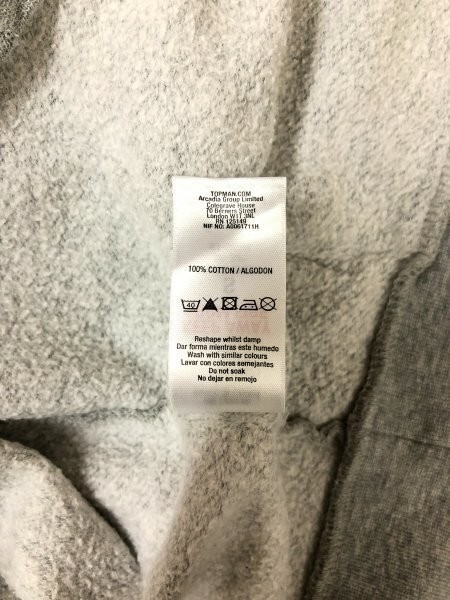 TOPMAN.COM
Arcadia Group Limited
Colegrave House
70 Berners Street
London W1T 3NL
RN 125149
NIF NO: A0061711H
100% COTTON / ALGODON
40
Reshape whilst damp
Dar forma mientras este humedo
Wash with similar colours
Lavar con colores semejantes
Do not soak
No dejar en remojo